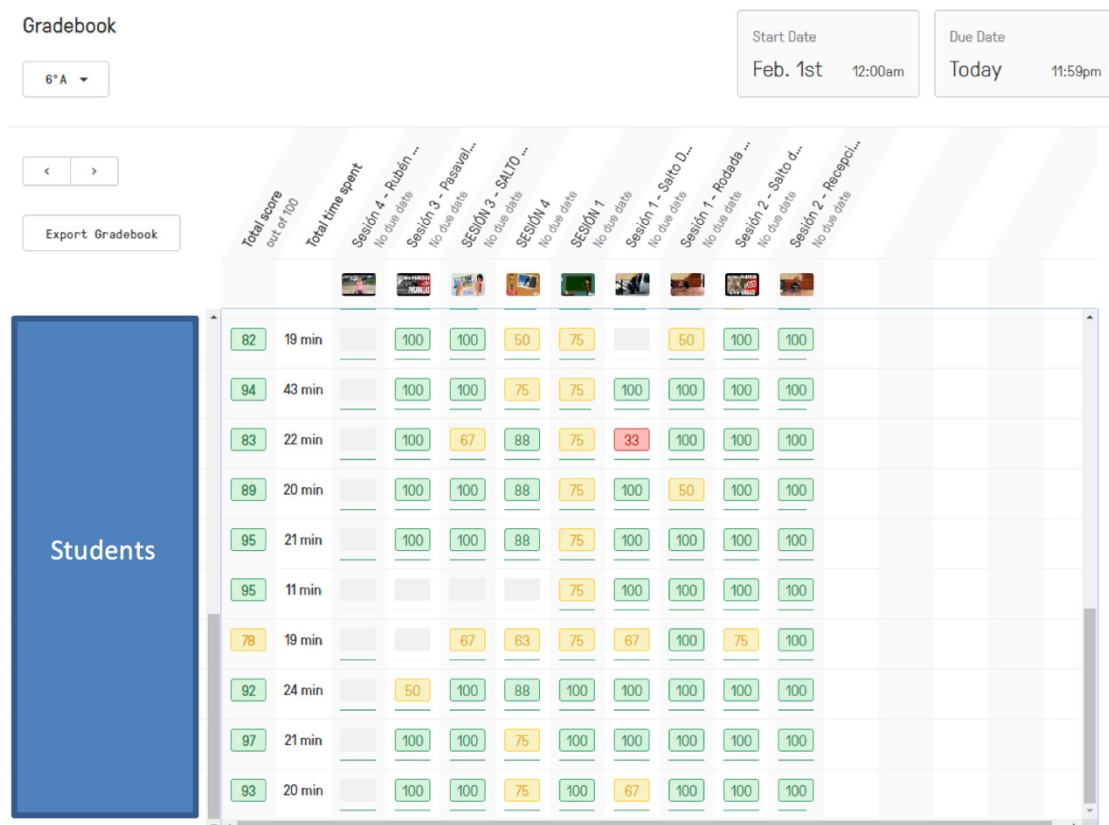 Gradebook
Start Date
Feb. 1st 12:00am
Due Date
Today 11:59pm
6°A
< >
Export Gradebook
Total score
out of 100
Total time spent
Sesión 4 - Rubén ...
No due date
Sesión 3 - Pasaval...
No due date
SESIÓN 3 - SALTO ...
No due date
SESIÓN 4
No due date
SESIÓN 1
No due date
Sesión 1 - Salto D...
No due date
Sesión 1 - Rodada ...
No due date
Sesión 2 - Salto d...
No due date
Sesión 2 - Recepci...
No due date
Students
82 19 min 100 100 50 75 50 100 100
94 43 min 100 100 75 75 100 100 100 100
83 22 min 100 67 88 75 33 100 100 100
89 20 min 100 100 88 75 100 50 100 100
95 21 min 100 100 88 75 100 100 100 100
95 11 min 75 100 100 100 100
78 19 min 67 63 75 67 100 75 100
92 24 min 50 100 88 100 100 100 100 100
97 21 min 100 100 75 100 100 100 100 100
93 20 min 100 100 75 100 67 100 100 100